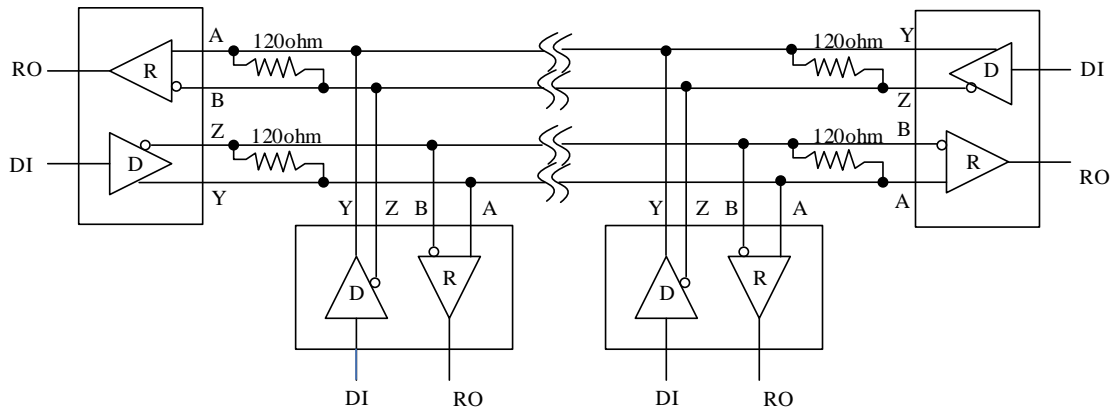 A 120ohm 120ohm Y
RO R D DI
B Z
Z 120ohm 120ohm B
DI D R RO
Y A
Y Z B A Y Z B A
D R D R
DI RO DI RO